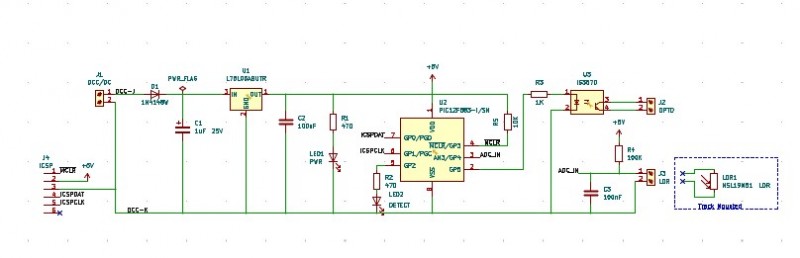 J1
DCC/DC
DCC-J
D1
1N4148W
PWR_FLAG
C1
1uF 25V
U1
L78L05ABUTR
IN
OUT
GND
C2
100nF
R1
470
LED1
PWR
+5V
U2
PIC12F683-I/SN
VDD
VSS
ICSPDAT
7
GP0/PGD
ICSPCLK
6
GP1/PGC
5
GP2
MCLR/GP3
4
MCLR
AN3/GP4
3
ADC_IN
GP5
2
1
8
R2
470
LED2
DETECT
R5
10K
R3
1K
U3
1
2
3
4
J2
OPTO
+5V
R4
100K
ADC_IN
C3
100nF
J3
LDR
LDR1
NSL19M51 LDR
Track Mounted
J4
ICSP
MCLR
+5V
1
2
3
4
ICSPDAT
5
ICSPCLK
6
DCC-K